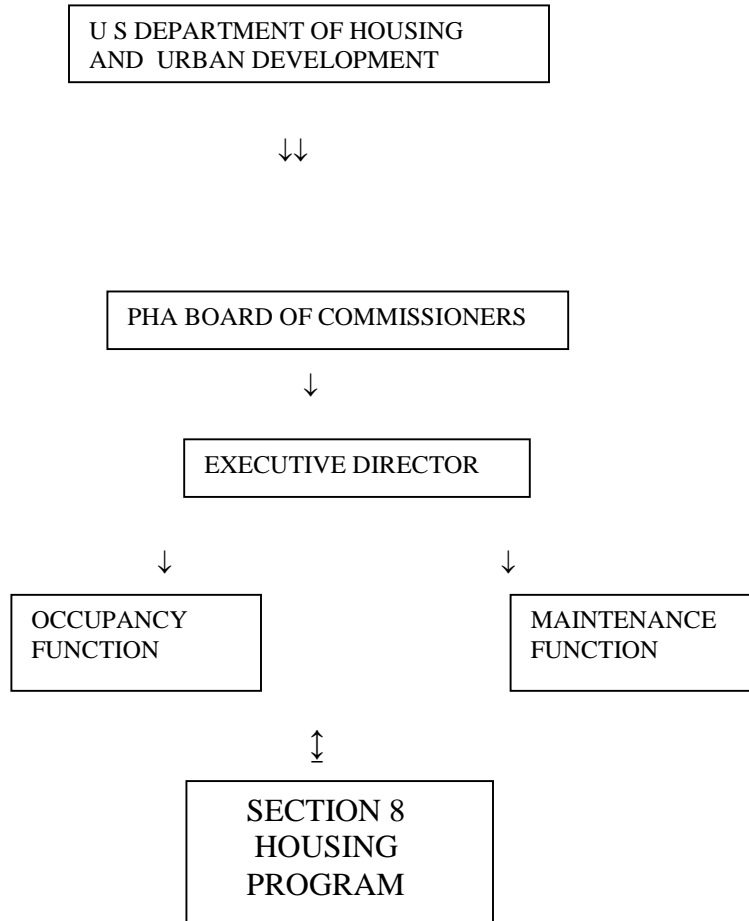 U S DEPARTMENT OF HOUSING
AND URBAN DEVELOPMENT
↓↓
PHA BOARD OF COMMISSIONERS
↓
EXECUTIVE DIRECTOR
↓ ↓
OCCUPANCY
FUNCTION
MAINTENANCE
FUNCTION
↨
SECTION 8
HOUSING
PROGRAM